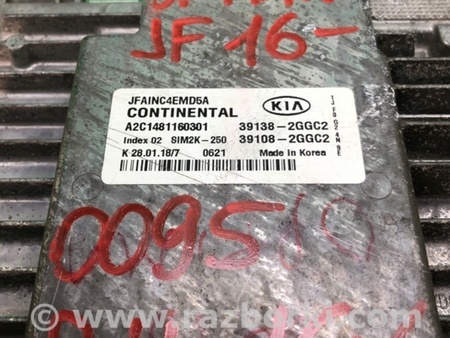 JF 16-
JFAINC4EMD5A
CONTINENTAL
KIA
A2C1481160301 39138-2GGC2
Index 02 SIM2K-250 39108-2GGC2
K 28.01.18/7 0621 Made in Korea
0095
© www.razborka.com